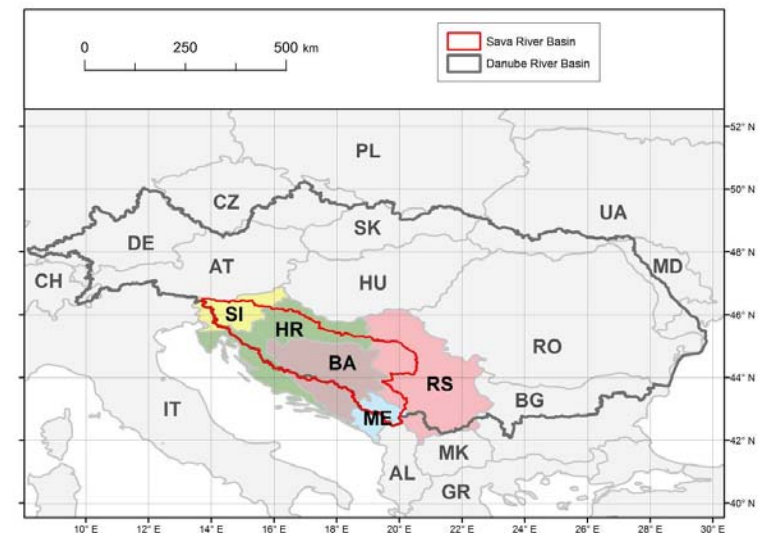 0 250 500 km
Sava River Basin
Danube River Basin
52° N
PL
50° N
CZ
UA
SK
DE
48° N
MD
AT
CH
HU
46° N
SI
HR
RO
BA
RS
44° N
BG
IT
ME
42° N
MK
AL
GR
40° N
10° E 12° E 14° E 16° E 18° E 20° E 22° E 24° E 26° E 28° E 30° E